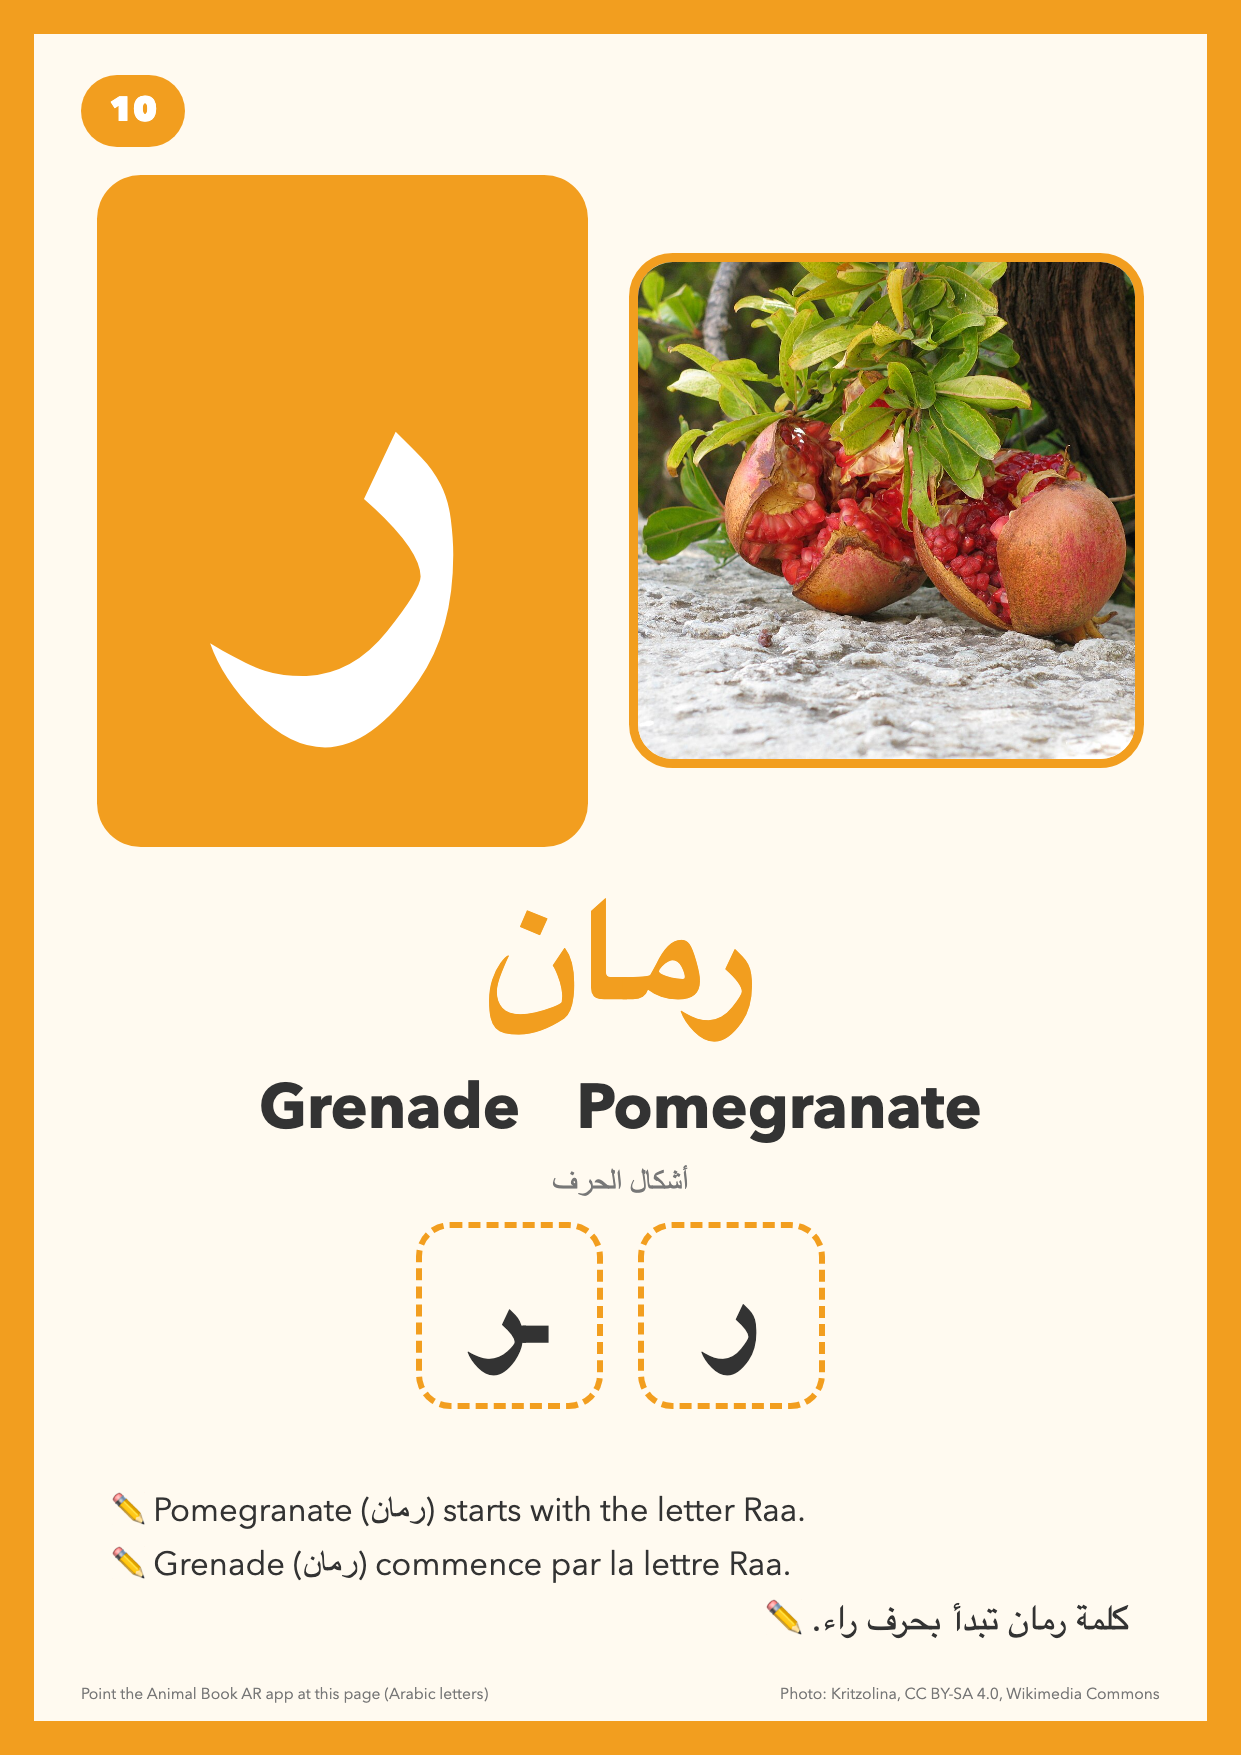 10
ر
رمان
Grenade Pomegranate
أشكال الحرف
ر ـر
✏️ Pomegranate (رمان) starts with the letter Raa.
✏️ Grenade (رمان) commence par la lettre Raa.
كلمة رمان تبدأ بحرف راء. ✏️
Point the Animal Book AR app at this page (Arabic letters)
Photo: Kritzolina, CC BY-SA 4.0, Wikimedia Commons